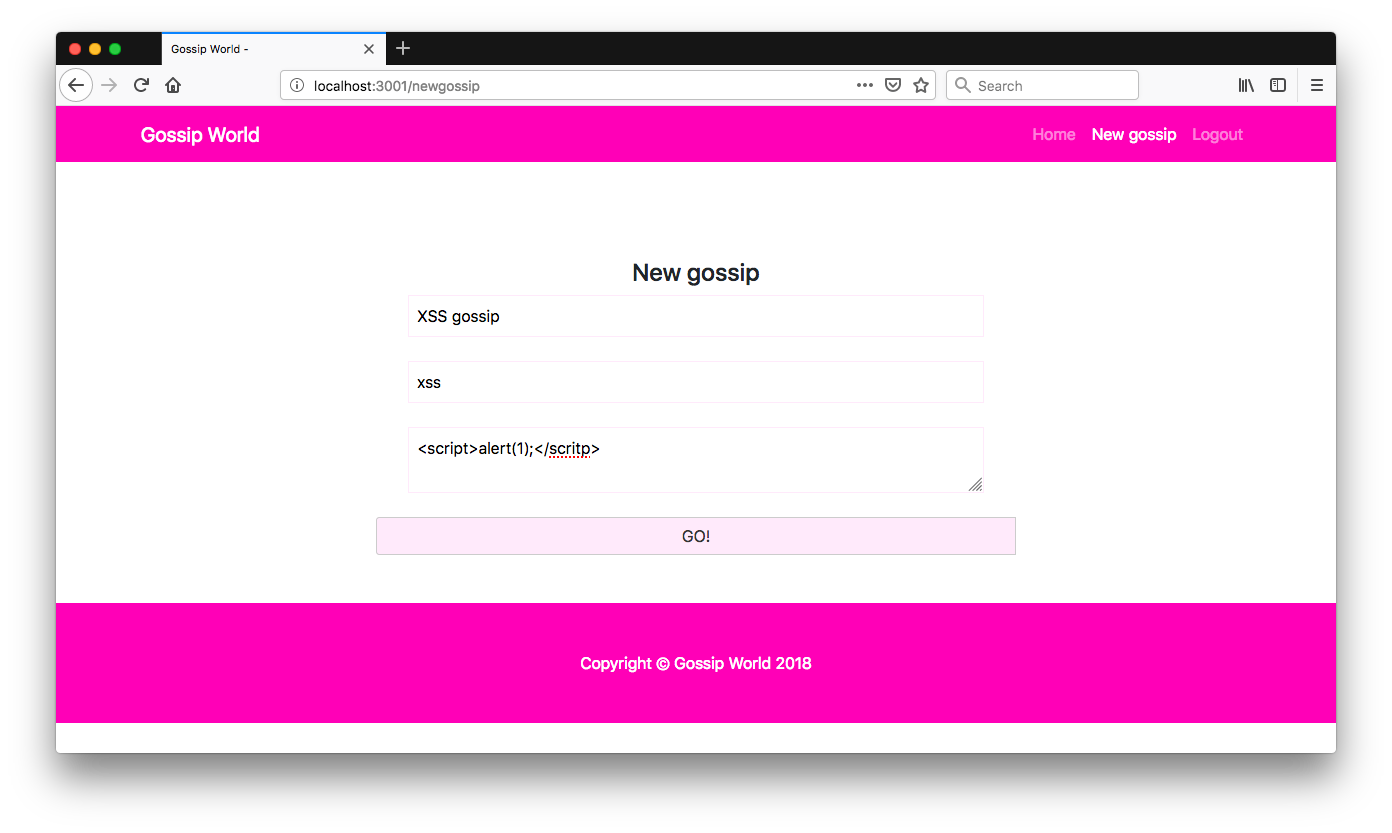 Gossip World -
localhost:3001/newgossip
Search
Gossip World
Home
New gossip
Logout
New gossip
XSS gossip
xss
<script>alert(1);</scritp>
GO!
Copyright © Gossip World 2018